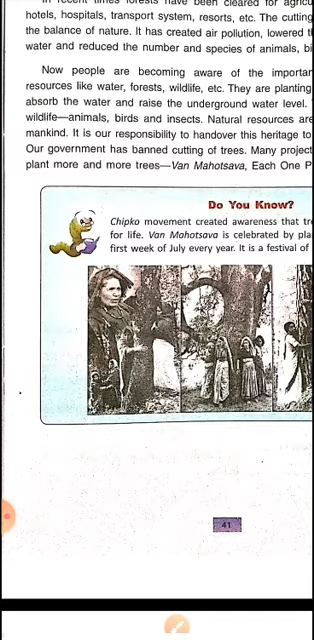 In recent times forests have been cleared for agricu
hotels, hospitals, transport system, resorts, etc. The cutting
the balance of nature. It has created air pollution, lowered t
water and reduced the number and species of animals, bi
Now people are becoming aware of the importan
resources like water, forests, wildlife, etc. They are planting
absorb the water and raise the underground water level.
wildlife—animals, birds and insects. Natural resources are
mankind. It is our responsibility to handover this heritage to
Our government has banned cutting of trees. Many project
plant more and more trees—Van Mahotsava, Each One P
Do You Know?
Chipko movement created awareness that tre
for life. Van Mahotsava is celebrated by pla
first week of July every year. It is a festival of
41